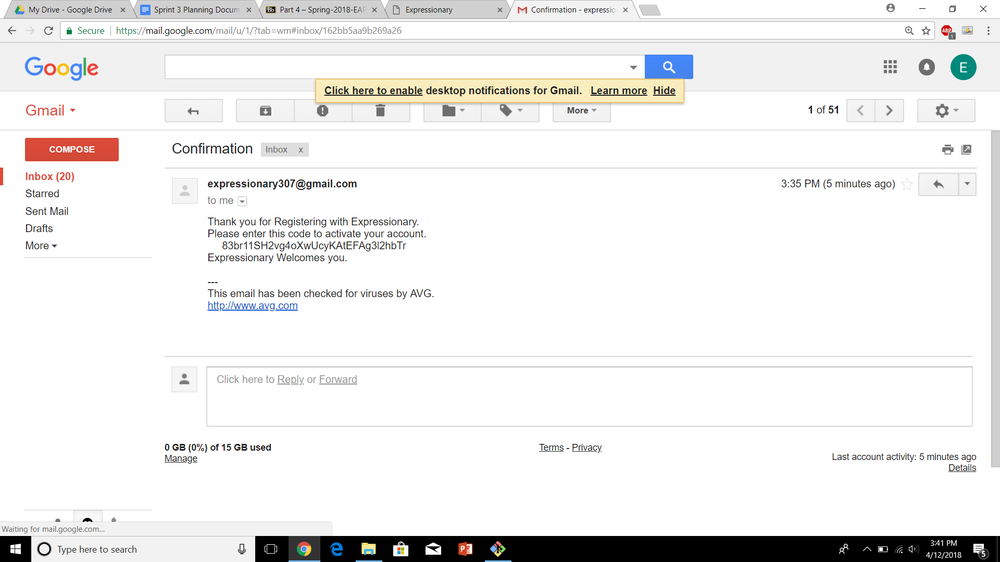 My Drive - Google Drive
Sprint 3 Planning Docum
Bb Part 4 – Spring-2018-EAP
Expressionary
Confirmation - expressio
Secure https://mail.google.com/mail/u/1/?tab=wm#inbox/162bb5aa9b269a26
ABP 1
Google
E
Click here to enable desktop notifications for Gmail. Learn more Hide
Gmail
More
1 of 51
COMPOSE
Confirmation
Inbox x
Inbox (20)
Starred
Sent Mail
Drafts
More
expressionary307@gmail.com
3:35 PM (5 minutes ago)
to me
Thank you for Registering with Expressionary.
Please enter this code to activate your account.
83br11SH2vg4oXwUcyKAtEFAg3l2hbTr
Expressionary Welcomes you.
---
This email has been checked for viruses by AVG.
http://www.avg.com
Click here to Reply or Forward
0 GB (0%) of 15 GB used
Manage
Terms - Privacy
Last account activity: 5 minutes ago
Details
Waiting for mail.google.com...
Type here to search
3:41 PM
4/12/2018
5